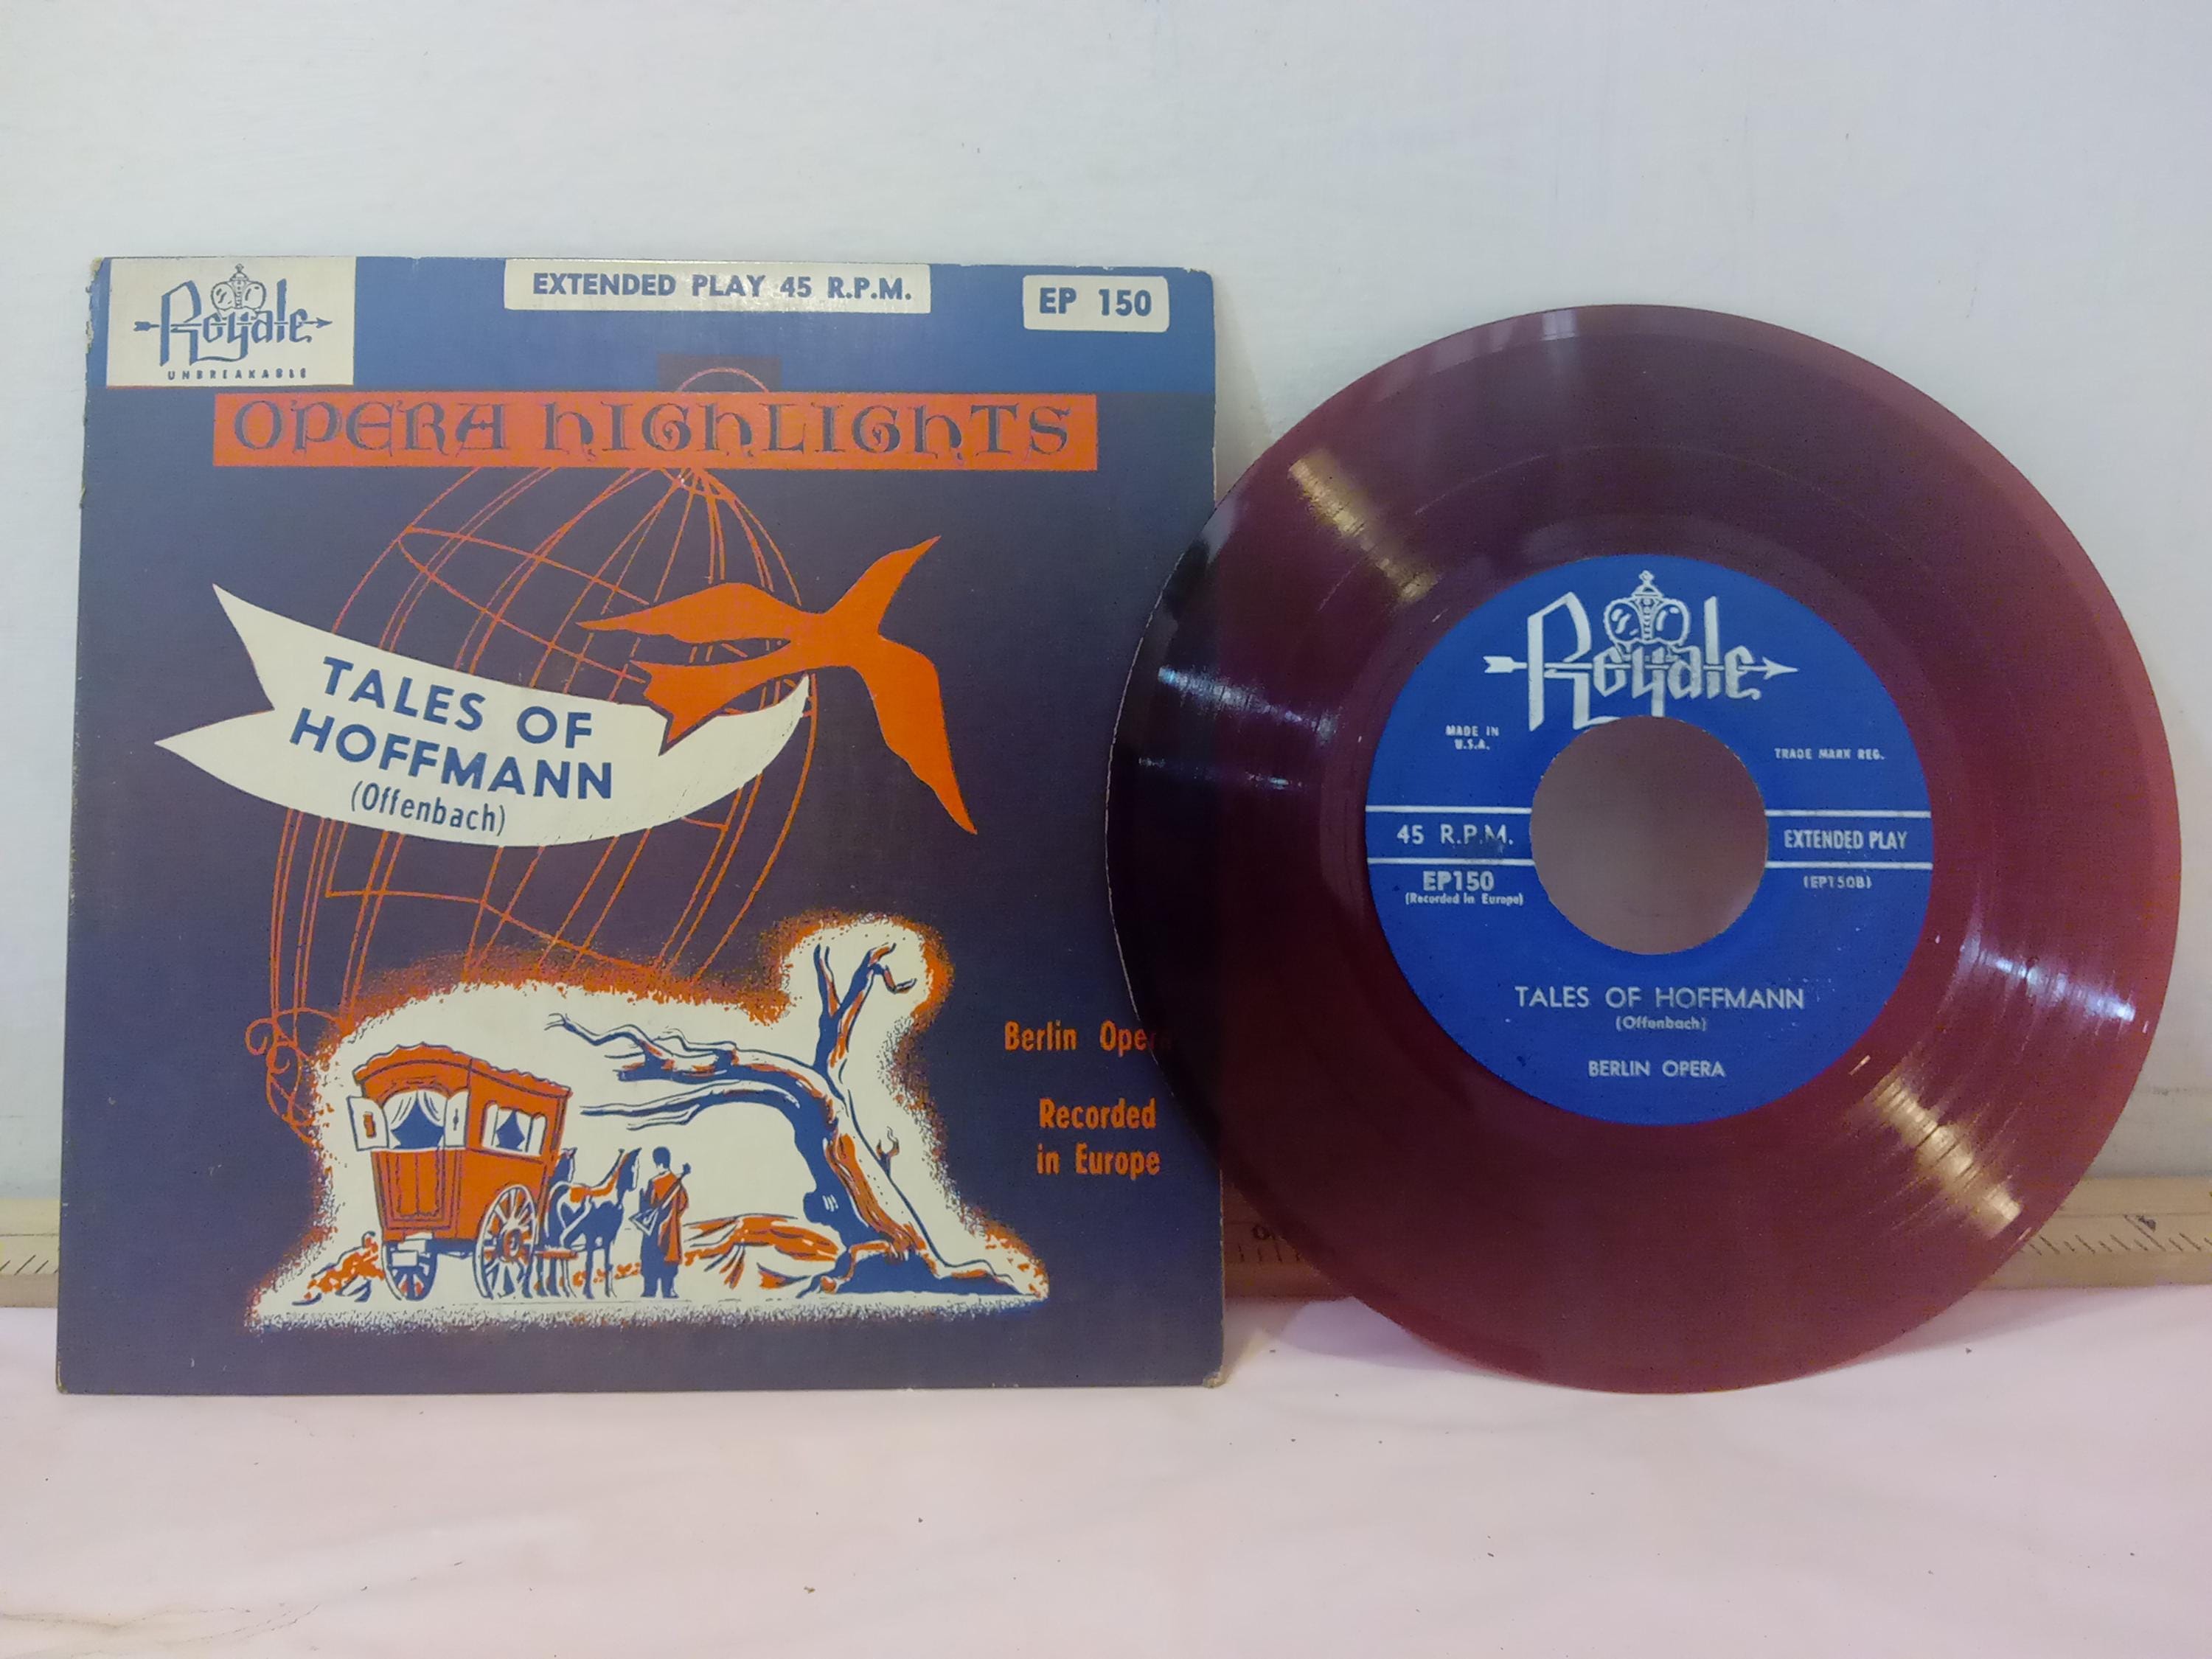 Royale
UNBREAKABLE
EXTENDED PLAY 45 R.P.M.
EP 150
OPERA HIGHLIGHTS
TALES OF
HOFFMANN
(Offenbach)
Berlin Oper
Recorded
in Europe
Royale
MADE IN
U.S.A.
TRADE MARK REG.
45 R.P.M.
EXTENDED PLAY
EP150
(Recorded in Europe)
(EP150B)
TALES OF HOFFMANN
(Offenbach)
BERLIN OPERA